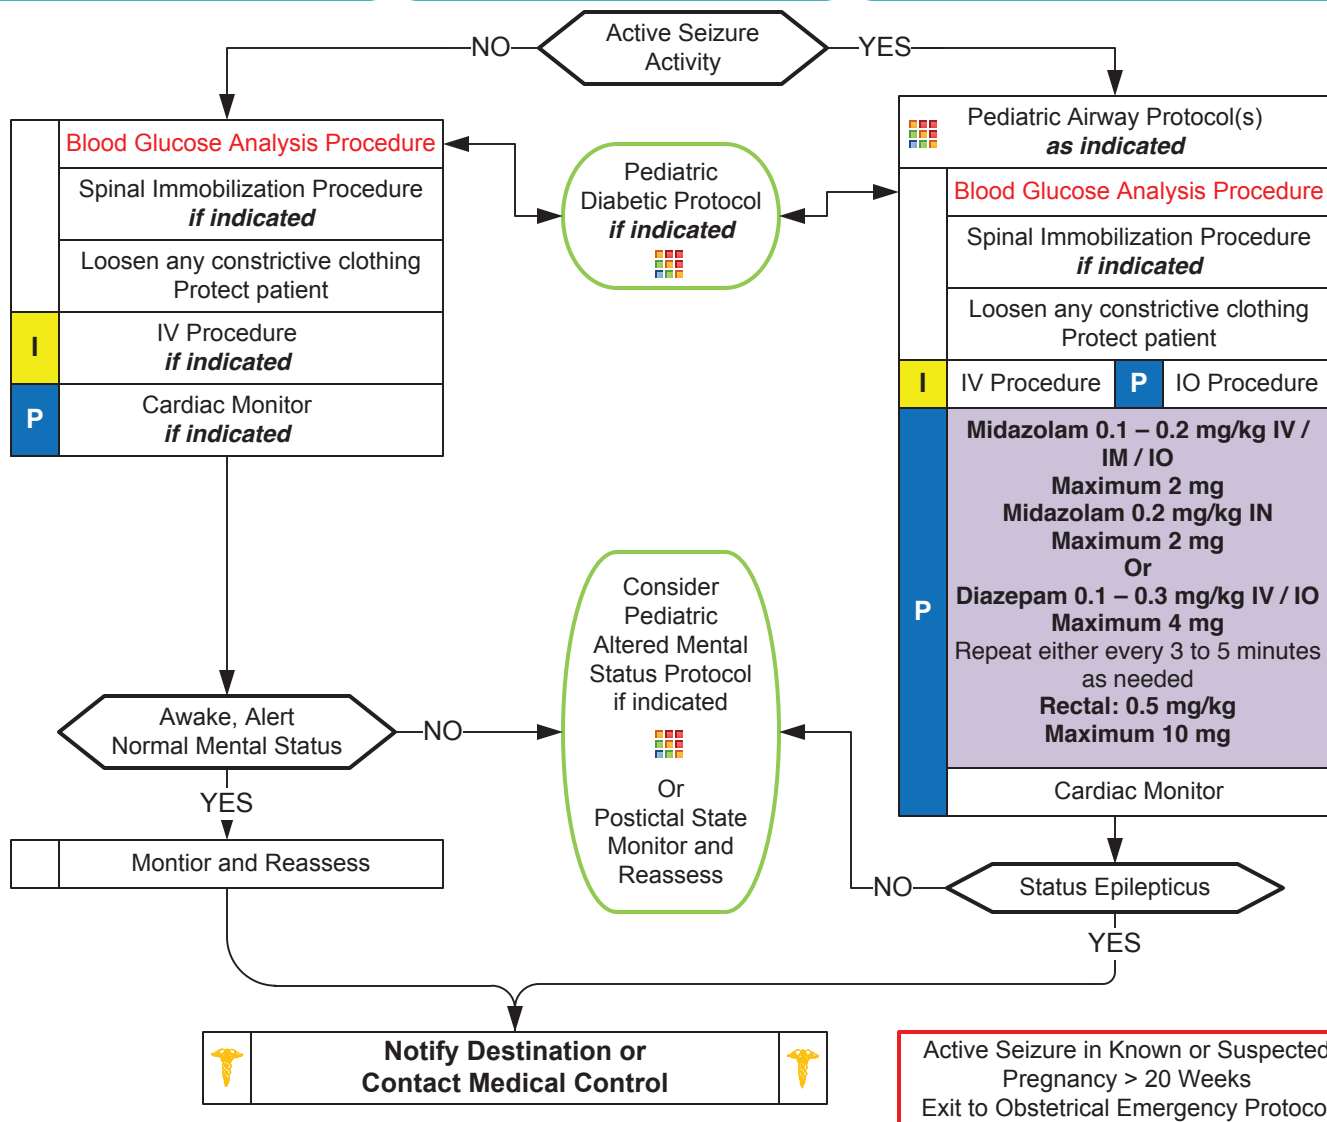 Active Seizure
Activity
NO
YES
Blood Glucose Analysis Procedure
Spinal Immobilization Procedure
if indicated
Loosen any constrictive clothing
Protect patient
I
IV Procedure
if indicated
P
Cardiac Monitor
if indicated
Pediatric
Diabetic Protocol
if indicated
Pediatric Airway Protocol(s)
as indicated
Blood Glucose Analysis Procedure
Spinal Immobilization Procedure
if indicated
Loosen any constrictive clothing
Protect patient
I
IV Procedure
P
IO Procedure
P
Midazolam 0.1 – 0.2 mg/kg IV /
IM / IO
Maximum 2 mg
Midazolam 0.2 mg/kg IN
Maximum 2 mg
Or
Diazepam 0.1 – 0.3 mg/kg IV / IO
Maximum 4 mg
Repeat either every 3 to 5 minutes
as needed
Rectal: 0.5 mg/kg
Maximum 10 mg
Cardiac Monitor
Awake, Alert
Normal Mental Status
NO
YES
Montior and Reassess
Consider
Pediatric
Altered Mental
Status Protocol
if indicated
Or
Postictal State
Monitor and
Reassess
Status Epilepticus
NO
YES
Notify Destination or
Contact Medical Control
Active Seizure in Known or Suspected
Pregnancy > 20 Weeks
Exit to Obstetrical Emergency Protoco